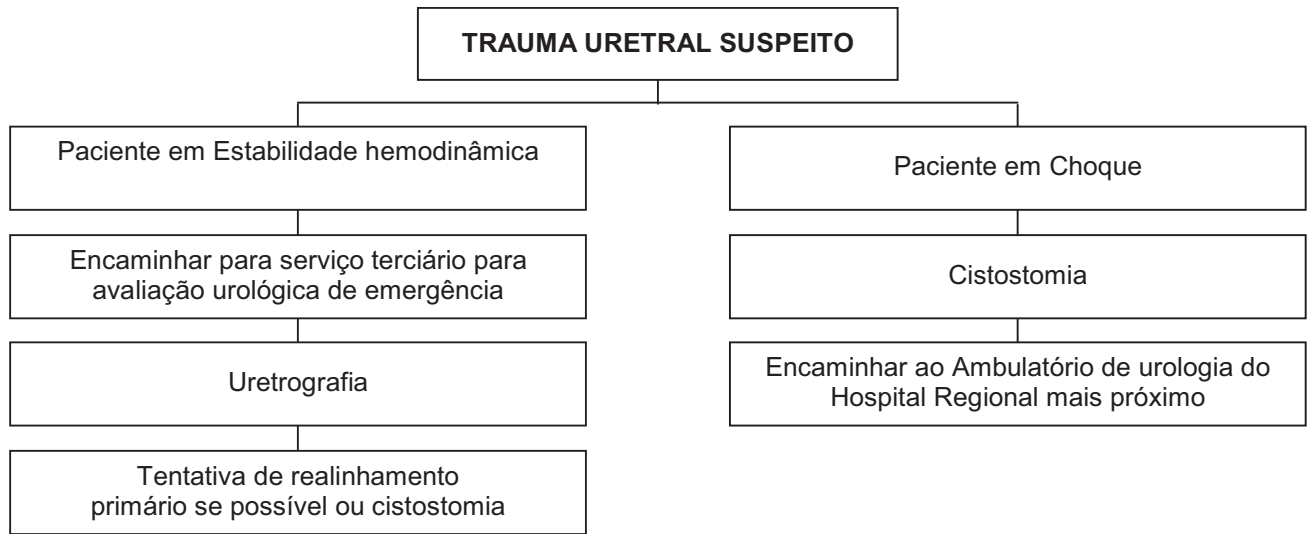 TRAUMA URETRAL SUSPEITO
Paciente em Estabilidade hemodinâmica
Encaminhar para serviço terciário para
avaliação urológica de emergência
Uretrografia
Tentativa de realinhamento
primário se possível ou cistostomia
Paciente em Choque
Cistostomia
Encaminhar ao Ambulatório de urologia do
Hospital Regional mais próximo